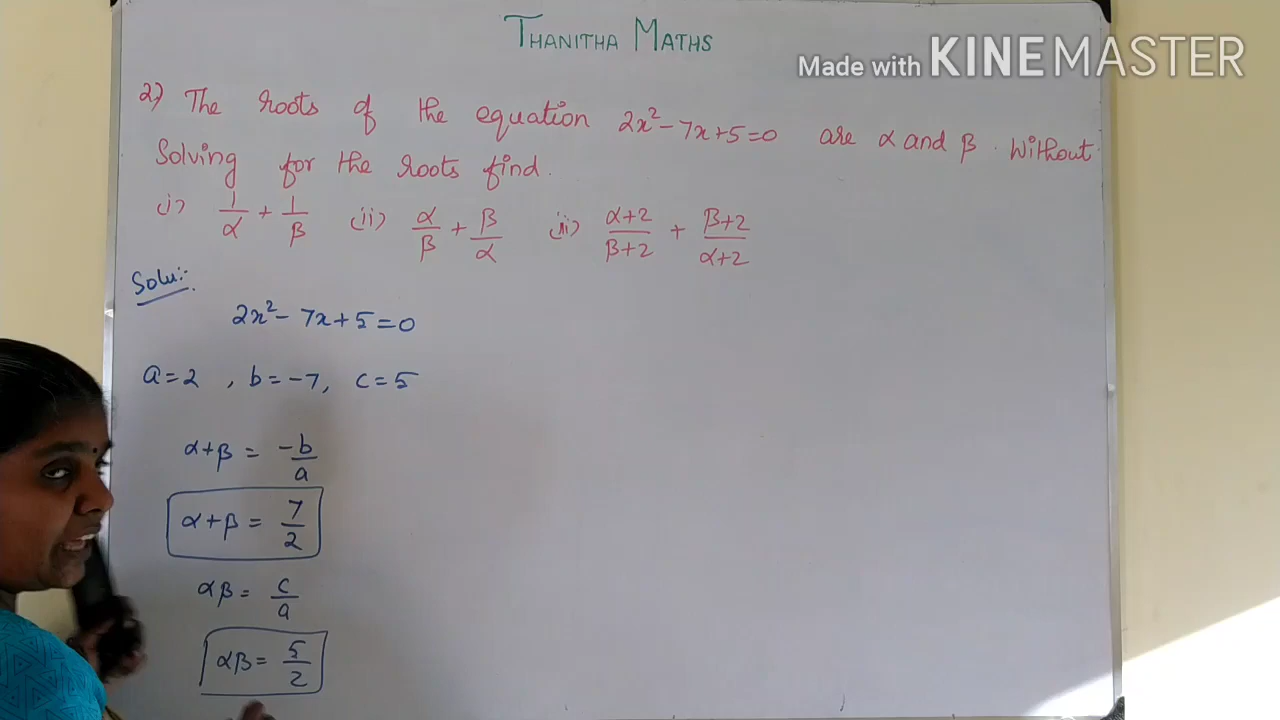 THANITHA MATHS
Made with KINEMASTER
2) The roots of the equation 2x² - 7x + 5 = 0 are α and β. Without
Solving for the roots find.
i) 1/α + 1/β (ii) α/β + β/α (iii) α+2/β+2 + β+2/α+2
Solu:-
2x² - 7x + 5 = 0
a = 2 , b = -7, c = 5
α+β = -b/a
α+β = 7/2
αβ = c/a
αβ = 5/2